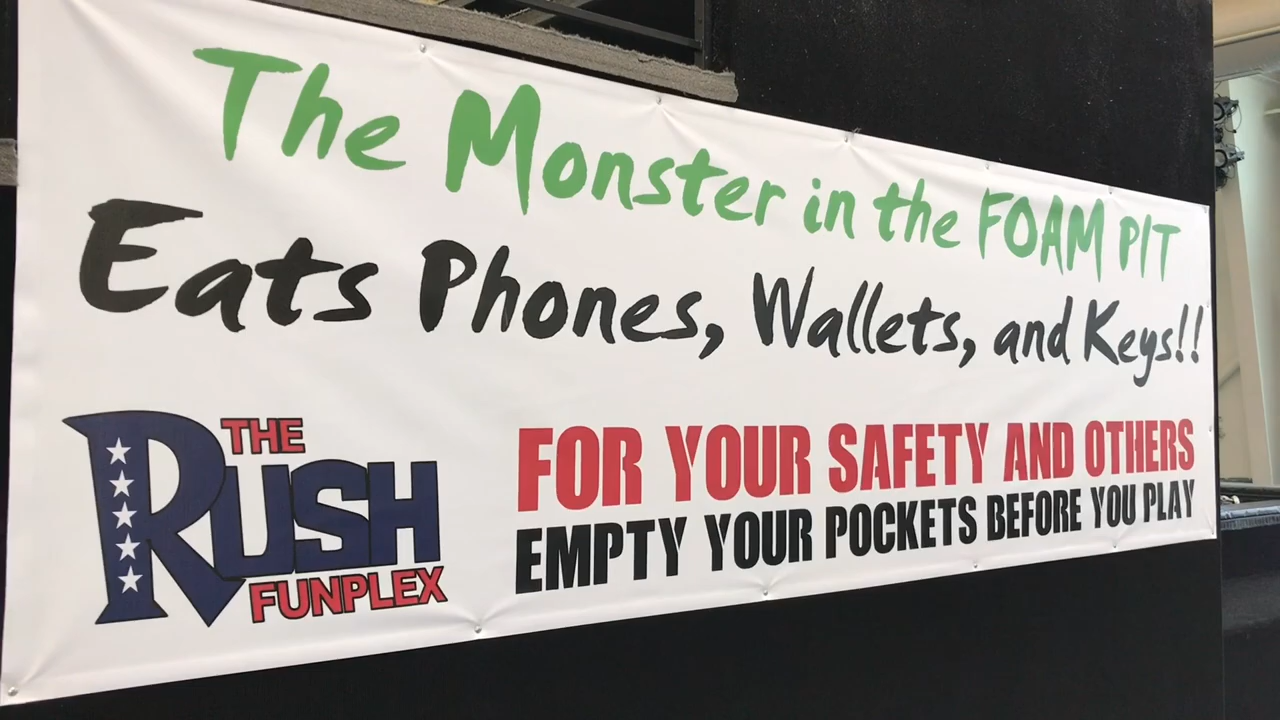 The Monster in the FOAM PIT
Eats Phones, Wallets, and Keys!!
THE
RUSH
FUNPLEX
FOR YOUR SAFETY AND OTHERS
EMPTY YOUR POCKETS BEFORE YOU PLAY